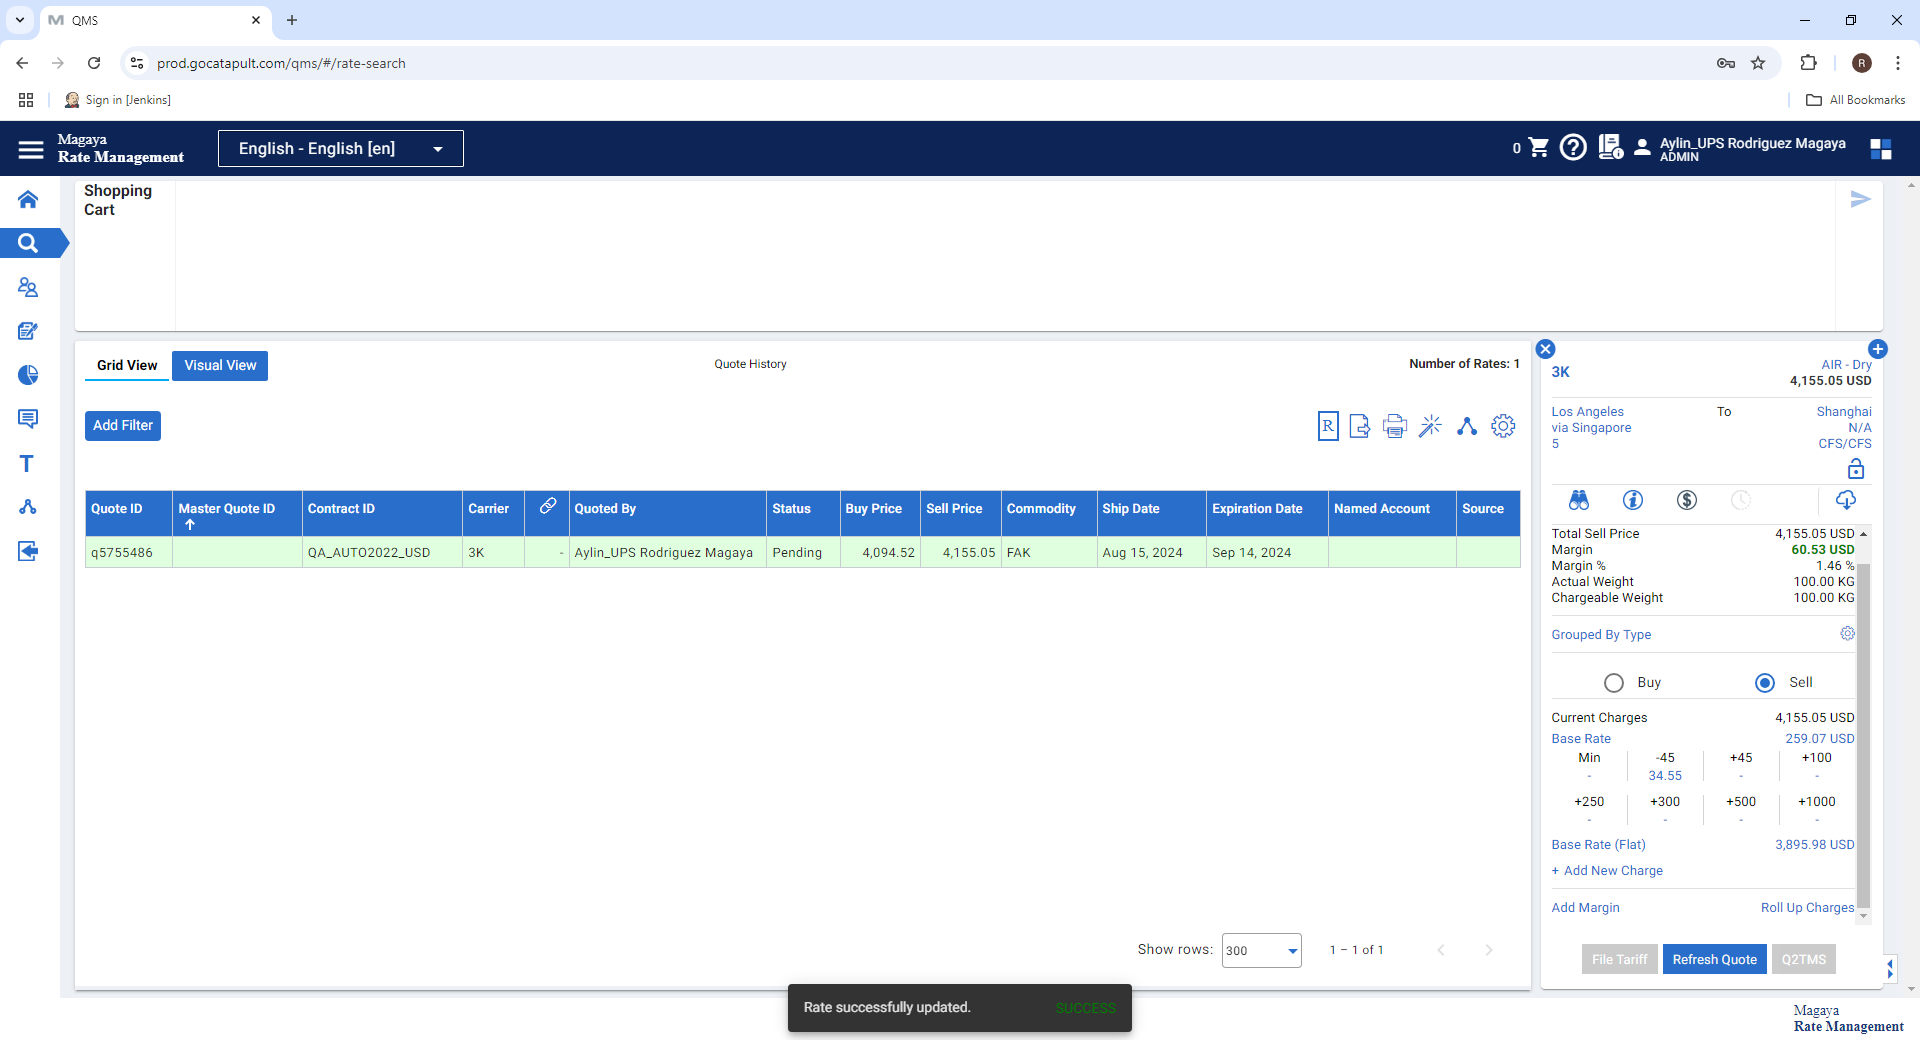 QMS
prod.gocatapult.com/qms/#/rate-search
R
Sign in [Jenkins]
All Bookmarks
Magaya
Rate Management
English - English [en]
0
Aylin_UPS Rodriguez Magaya
ADMIN
Shopping
Cart
Grid View
Visual View
Quote History
Number of Rates: 1
Add Filter
R
Quote ID Master Quote ID Contract ID Carrier Quoted By Status Buy Price Sell Price Commodity Ship Date Expiration Date Named Account Source
q5755486 QA_AUTO2022_USD 3K - Aylin_UPS Rodriguez Magaya Pending 4,094.52 4,155.05 FAK Aug 15, 2024 Sep 14, 2024
Show rows: 300 1 – 1 of 1
T
3K
AIR - Dry
4,155.05 USD
Los Angeles To Shanghai
via Singapore N/A
5 CFS/CFS
Total Sell Price 4,155.05 USD
Margin 60.53 USD
Margin % 1.46 %
Actual Weight 100.00 KG
Chargeable Weight 100.00 KG
Grouped By Type
Buy Sell
Current Charges 4,155.05 USD
Base Rate 259.07 USD
Min -45 +45 +100
- 34.55 - -
+250 +300 +500 +1000
- - - -
Base Rate (Flat) 3,895.98 USD
+ Add New Charge
Add Margin Roll Up Charges
File Tariff Refresh Quote Q2TMS
Rate successfully updated. SUCCESS
Magaya
Rate Management